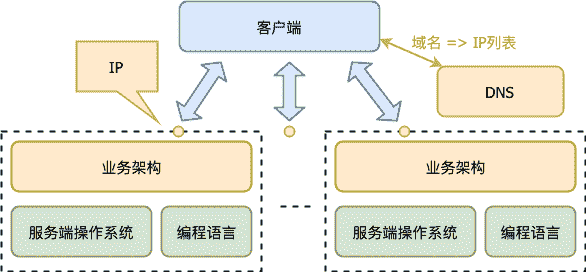 客户端
域名 => IP列表
IP
DNS
业务架构
服务端操作系统
编程语言
业务架构
服务端操作系统
编程语言